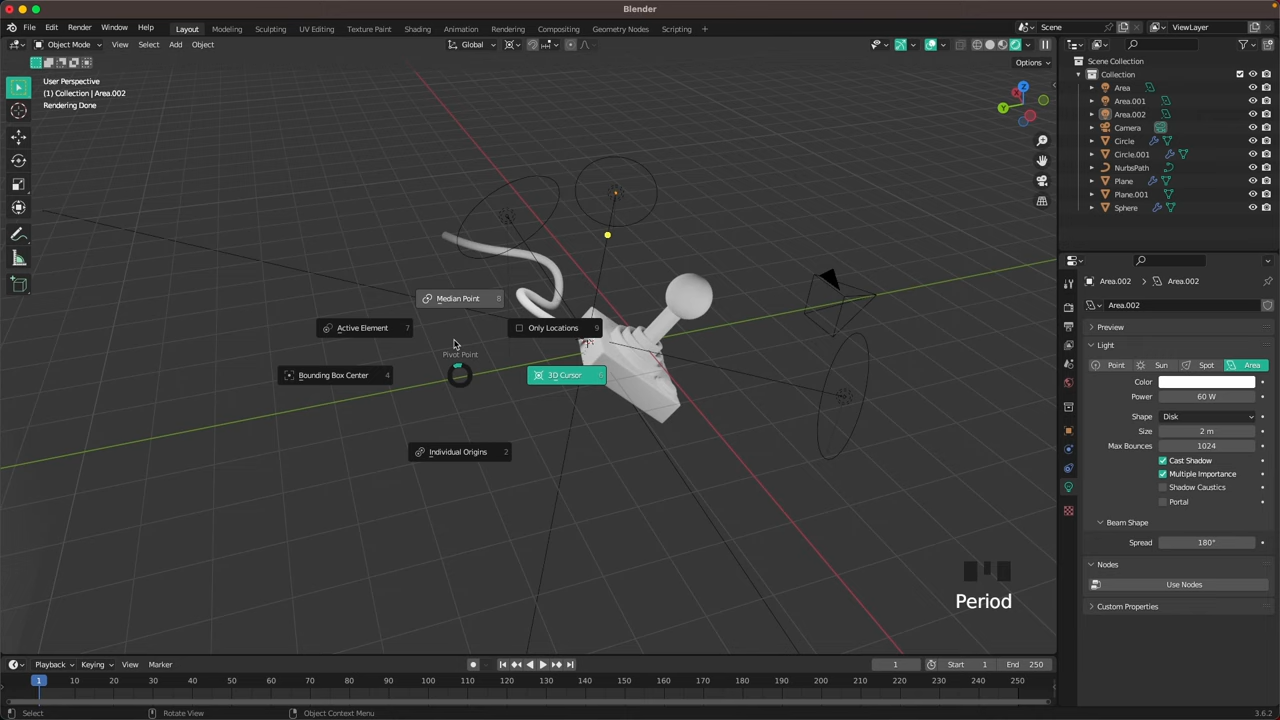 Blender
File Edit Render Window Help
Layout Modeling Sculpting UV Editing Texture Paint Shading Animation Rendering Compositing Geometry Nodes Scripting +
Scene
ViewLayer
Object Mode View Select Add Object
Global
Options
User Perspective
(1) Collection | Area.002
Rendering Done
Scene Collection
Collection
Area
Area.001
Area.002
Camera
Circle
Circle.001
NurbsPath
Plane
Plane.001
Sphere
Median Point 8
Active Element 7
Only Locations 9
Pivot Point
Bounding Box Center 4
3D Cursor 6
Individual Origins 2
Area.002 Area.002
Area.002
Preview
Light
Point Sun Spot Area
Color
Power 60 W
Shape Disk
Size 2 m
Max Bounces 1024
Cast Shadow
Multiple Importance
Shadow Caustics
Portal
Beam Shape
Spread 180°
Nodes
Use Nodes
Custom Properties
Period
Playback Keying View Marker
1
Start 1
End 250
1 10 20 30 40 50 60 70 80 90 100 110 120 130 140 150 160 170 180 190 200 210 220 230 240 250
Select
Rotate View
Object Context Menu
3.6.2
X
Y
Z